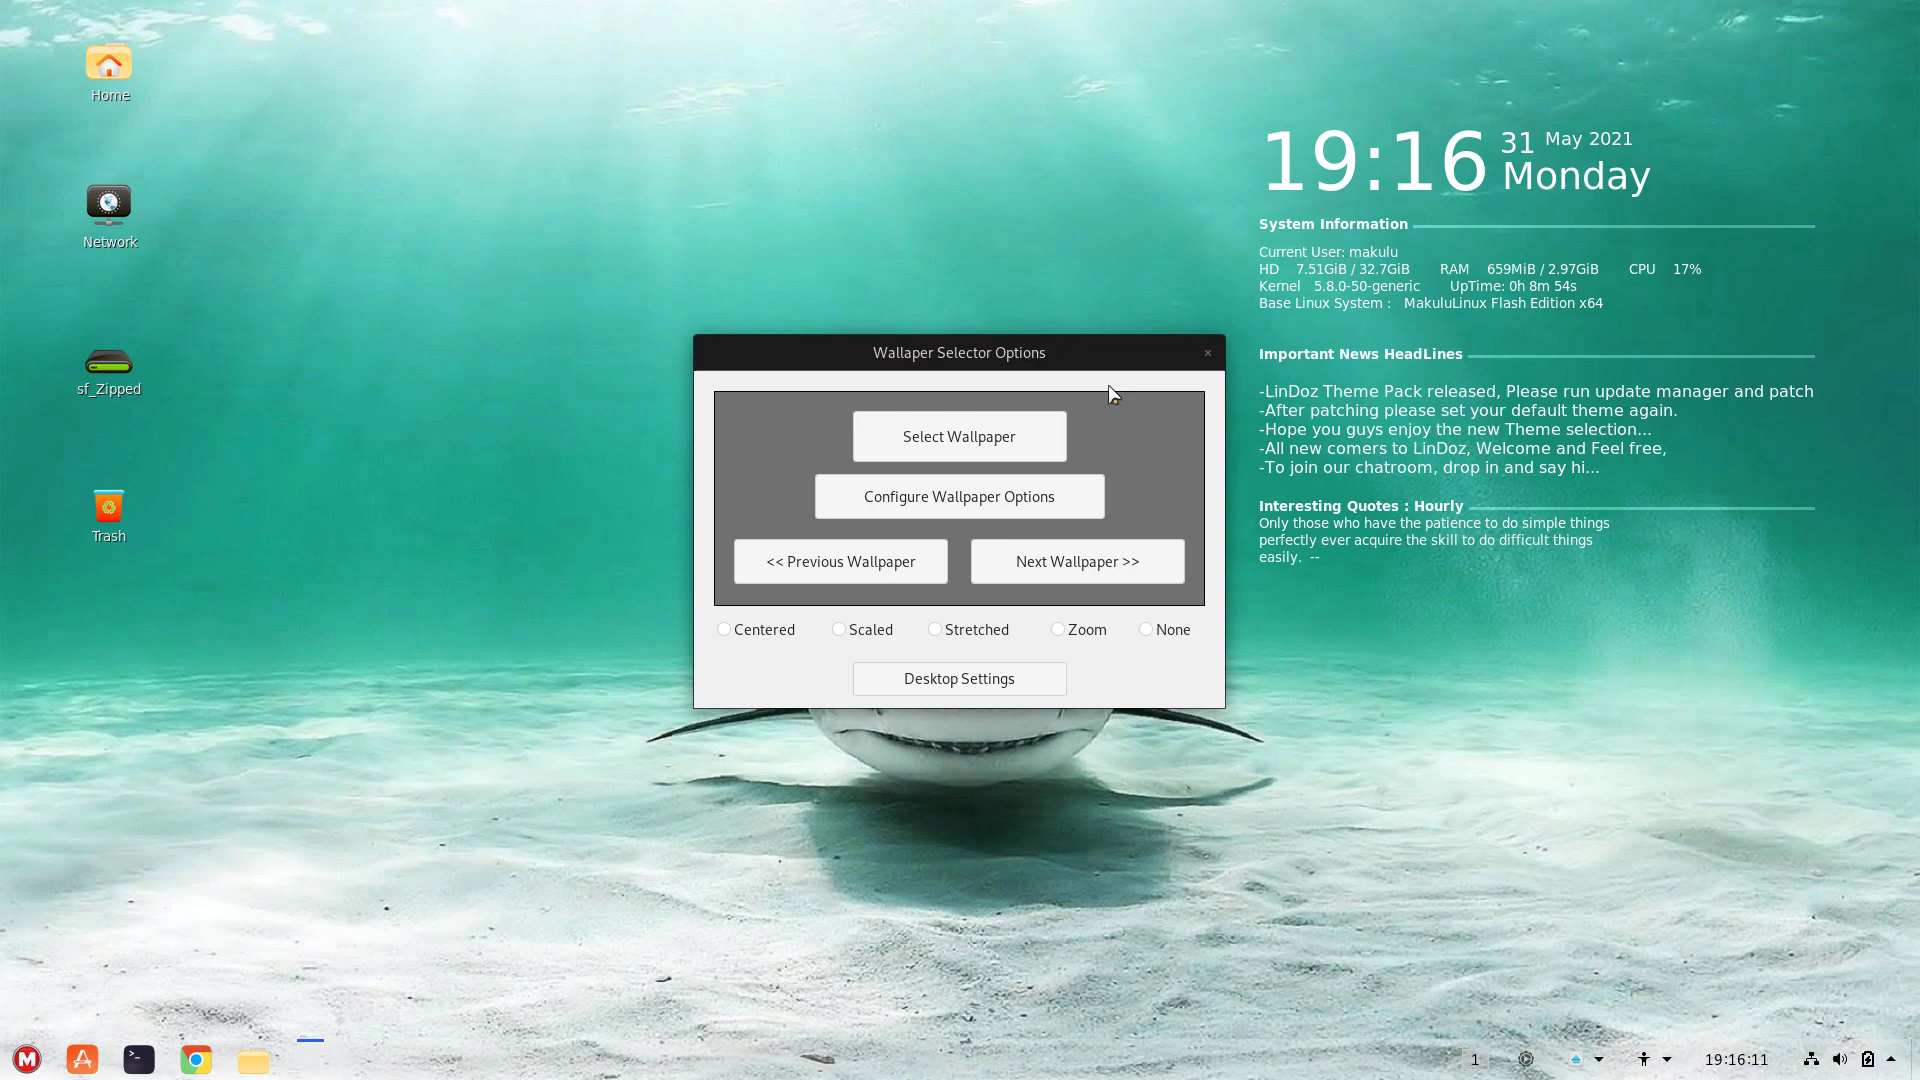 Home
Network
sf_Zipped
Trash
19:16 31 May 2021
Monday
System Information
Current User: makulu
HD 7.51GiB / 32.7GiB RAM 659MiB / 2.97GiB CPU 17%
Kernel 5.8.0-50-generic UpTime: 0h 8m 54s
Base Linux System : MakuluLinux Flash Edition x64
Important News HeadLines
-LinDoz Theme Pack released, Please run update manager and patch
-After patching please set your default theme again.
-Hope you guys enjoy the new Theme selection...
-All new comers to LinDoz, Welcome and Feel free,
-To join our chatroom, drop in and say hi...
Interesting Quotes : Hourly
Only those who have the patience to do simple things
perfectly ever acquire the skill to do difficult things
easily. --
Wallaper Selector Options
×
Select Wallpaper
Configure Wallpaper Options
<< Previous Wallpaper
Next Wallpaper >>
Centered Scaled Stretched Zoom None
Desktop Settings
M
>_
1
19:16:11